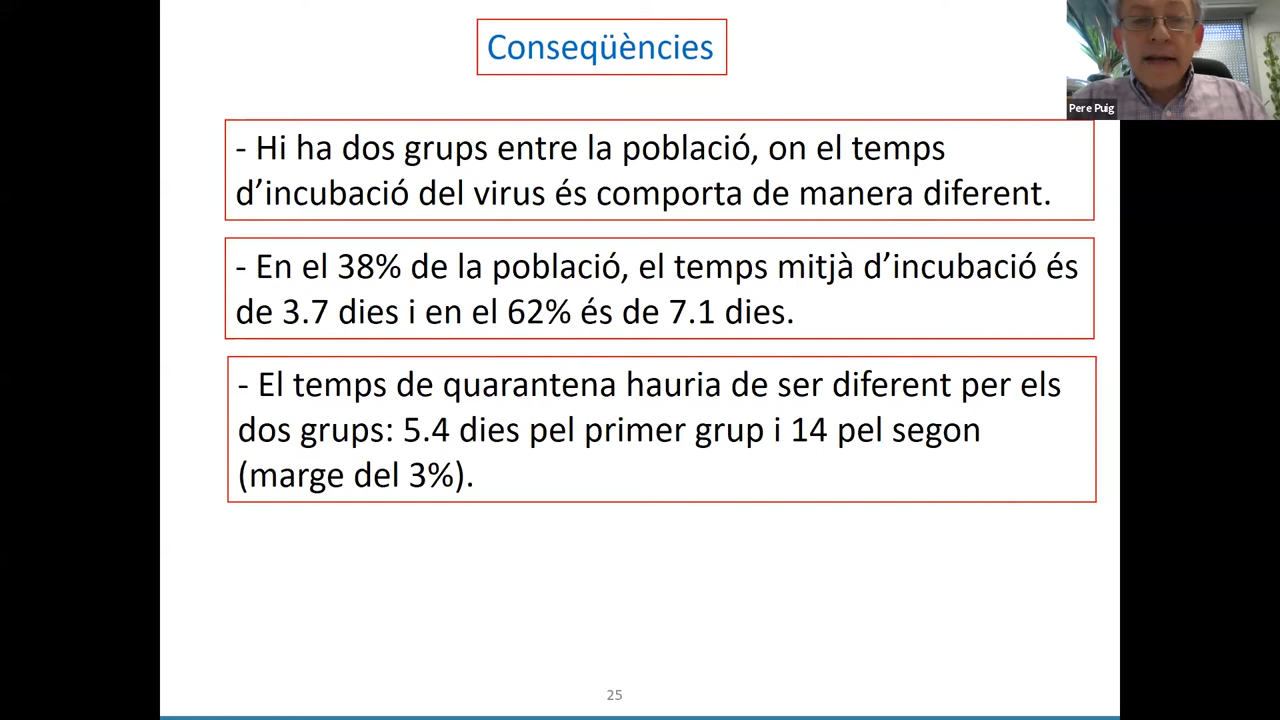 Conseqüències
Pere Puig
- Hi ha dos grups entre la població, on el temps
d’incubació del virus és comporta de manera diferent.
- En el 38% de la població, el temps mitjà d’incubació és
de 3.7 dies i en el 62% és de 7.1 dies.
- El temps de quarantena hauria de ser diferent per els
dos grups: 5.4 dies pel primer grup i 14 pel segon
(marge del 3%).
25